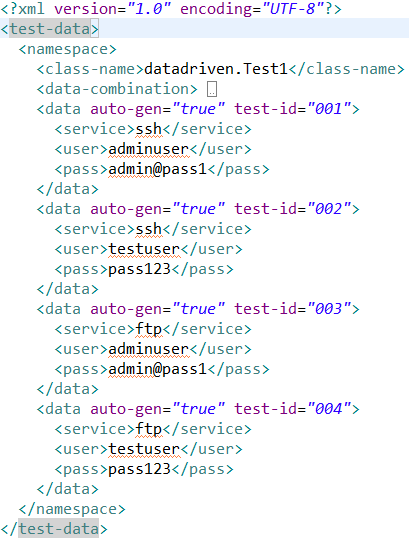 <?xml version="1.0" encoding="UTF-8"?>
<test-data>
<namespace>
<class-name>datadriven.Test1</class-name>
<data-combination> ..
<data auto-gen="true" test-id="001">
<service>ssh</service>
<user>adminuser</user>
<pass>admin@pass1</pass>
</data>
<data auto-gen="true" test-id="002">
<service>ssh</service>
<user>testuser</user>
<pass>pass123</pass>
</data>
<data auto-gen="true" test-id="003">
<service>ftp</service>
<user>adminuser</user>
<pass>admin@pass1</pass>
</data>
<data auto-gen="true" test-id="004">
<service>ftp</service>
<user>testuser</user>
<pass>pass123</pass>
</data>
</namespace>
</test-data>